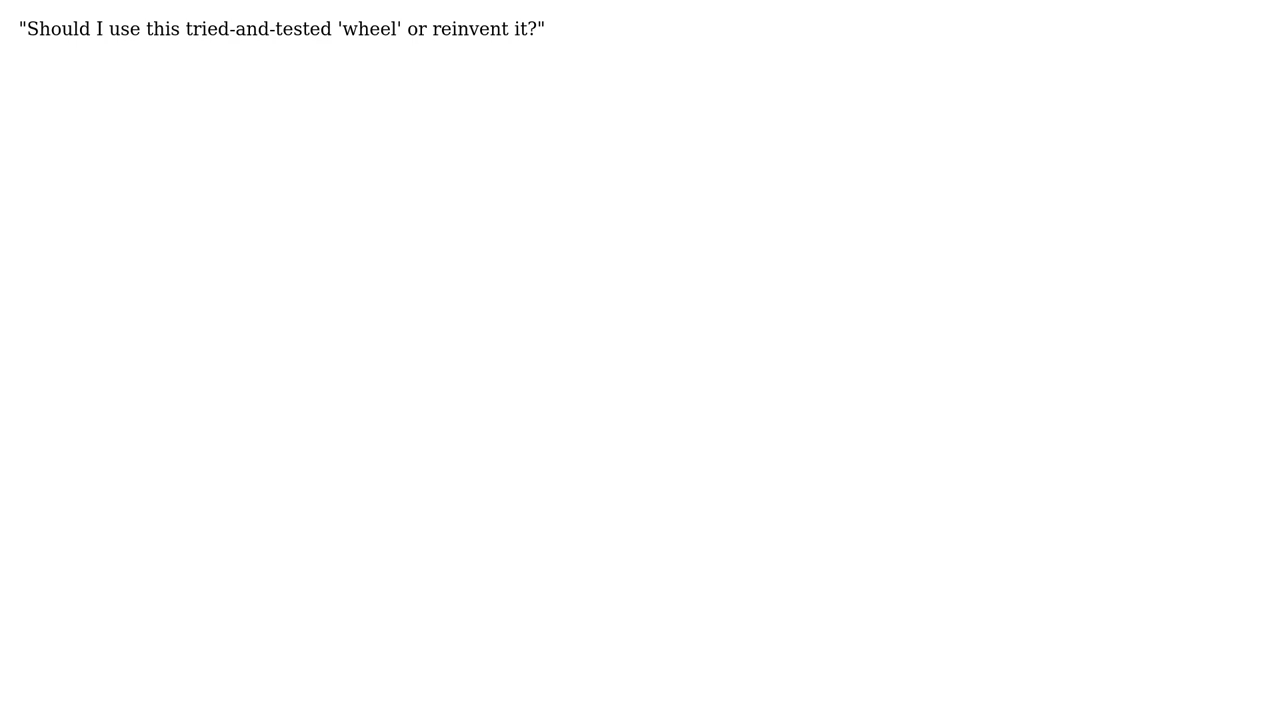 "Should I use this tried-and-tested 'wheel' or reinvent it?"